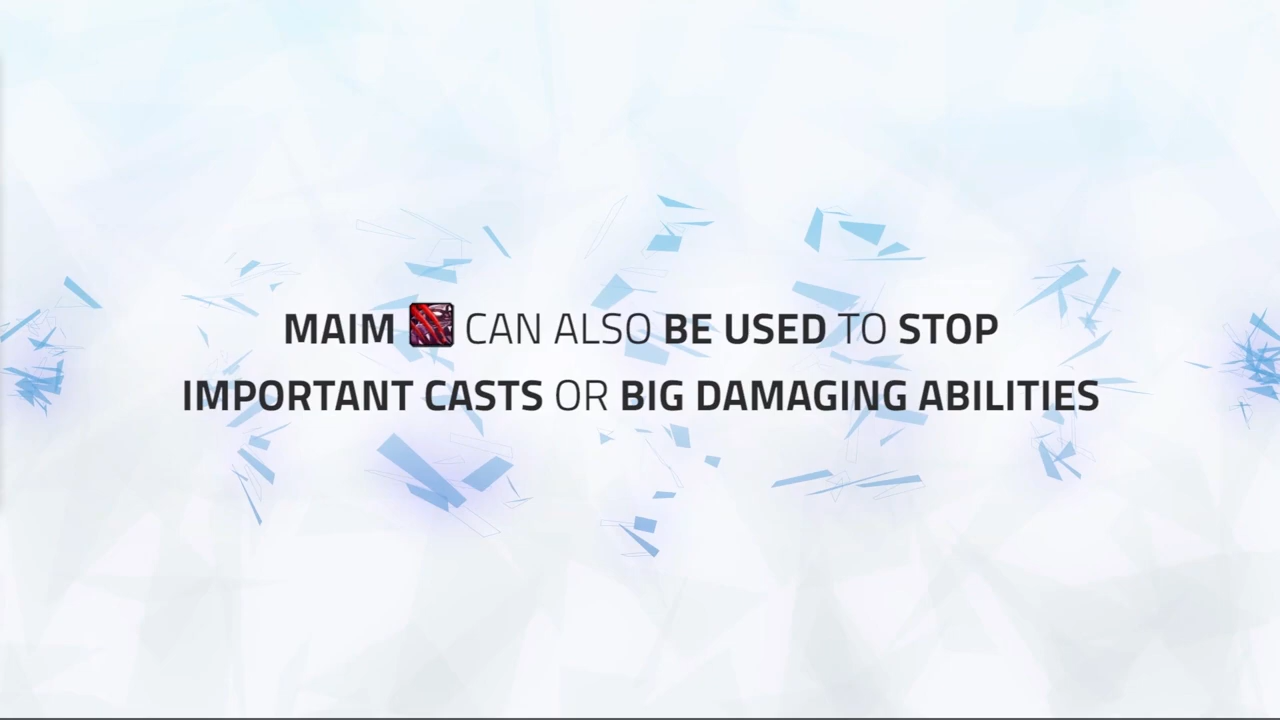 MAIM CAN ALSO BE USED TO STOP
IMPORTANT CASTS OR BIG DAMAGING ABILITIES